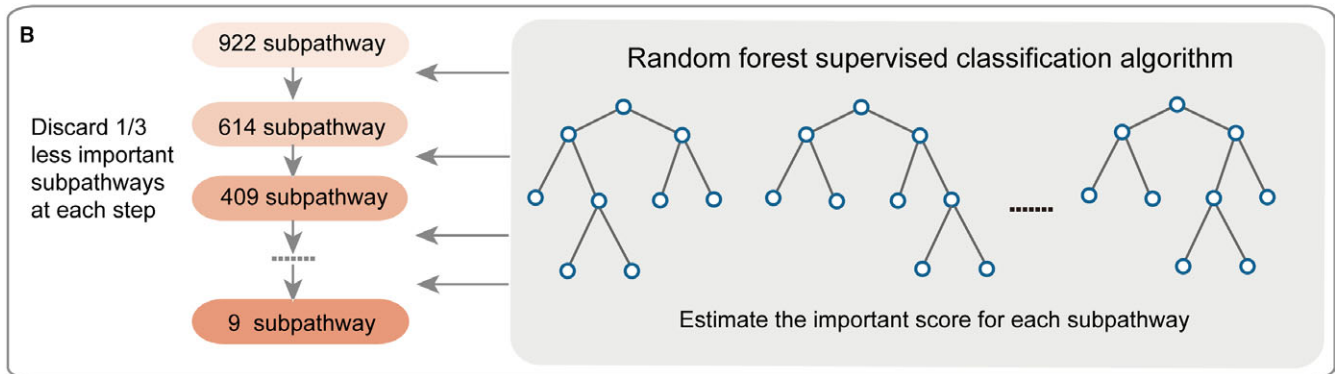 B
922 subpathway
614 subpathway
409 subpathway
9 subpathway
Discard 1/3
less important
subpathways
at each step
Random forest supervised classification algorithm
Estimate the important score for each subpathway